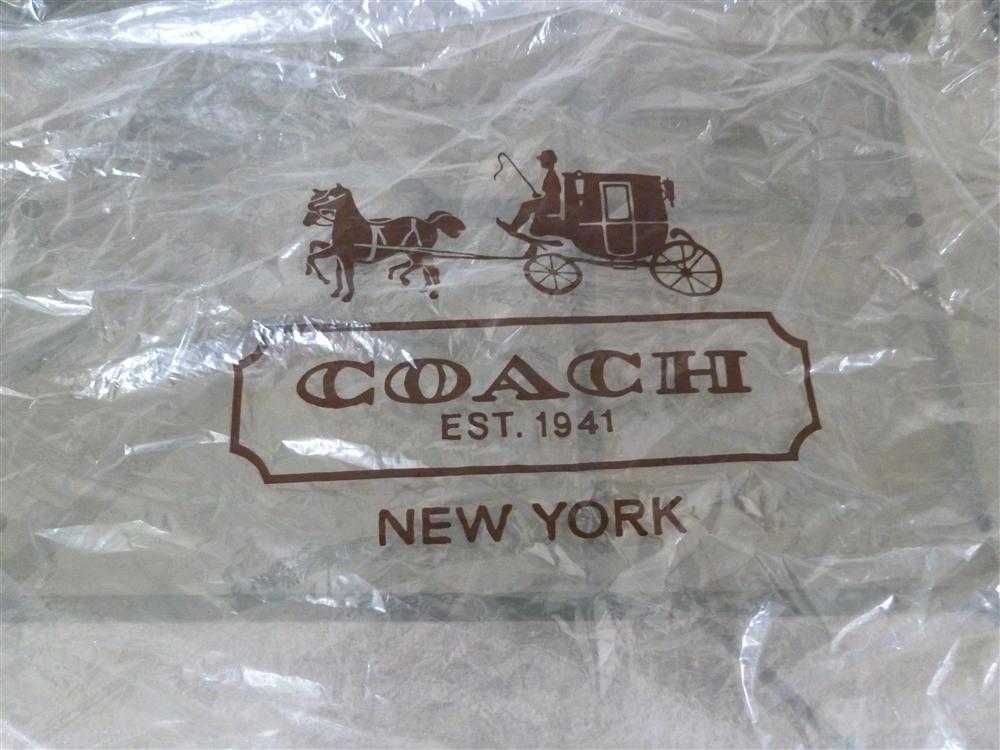 COACH
EST. 1941
NEW YORK